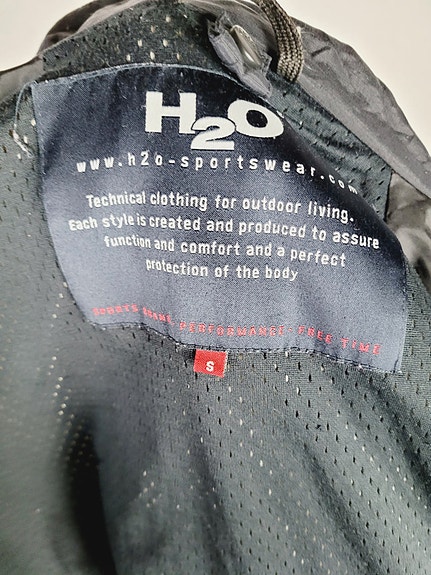 H2O
www.h2o-sportswear.com
Technical clothing for outdoor living.
Each style is created and produced to assure
function and comfort and a perfect
protection of the body
PERFORMANCE · FREE TIME
S